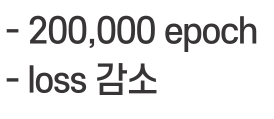 - 200,000 epoch
- loss 감소